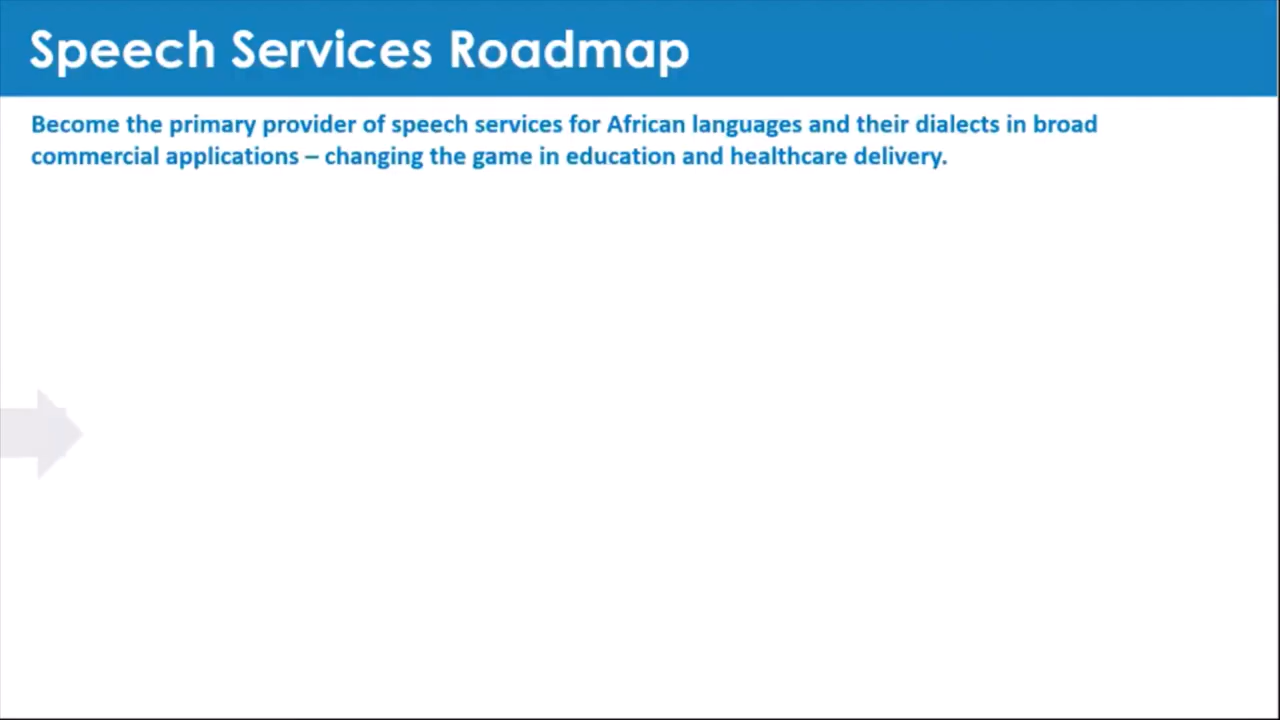 Speech Services Roadmap
Become the primary provider of speech services for African languages and their dialects in broad
commercial applications – changing the game in education and healthcare delivery.